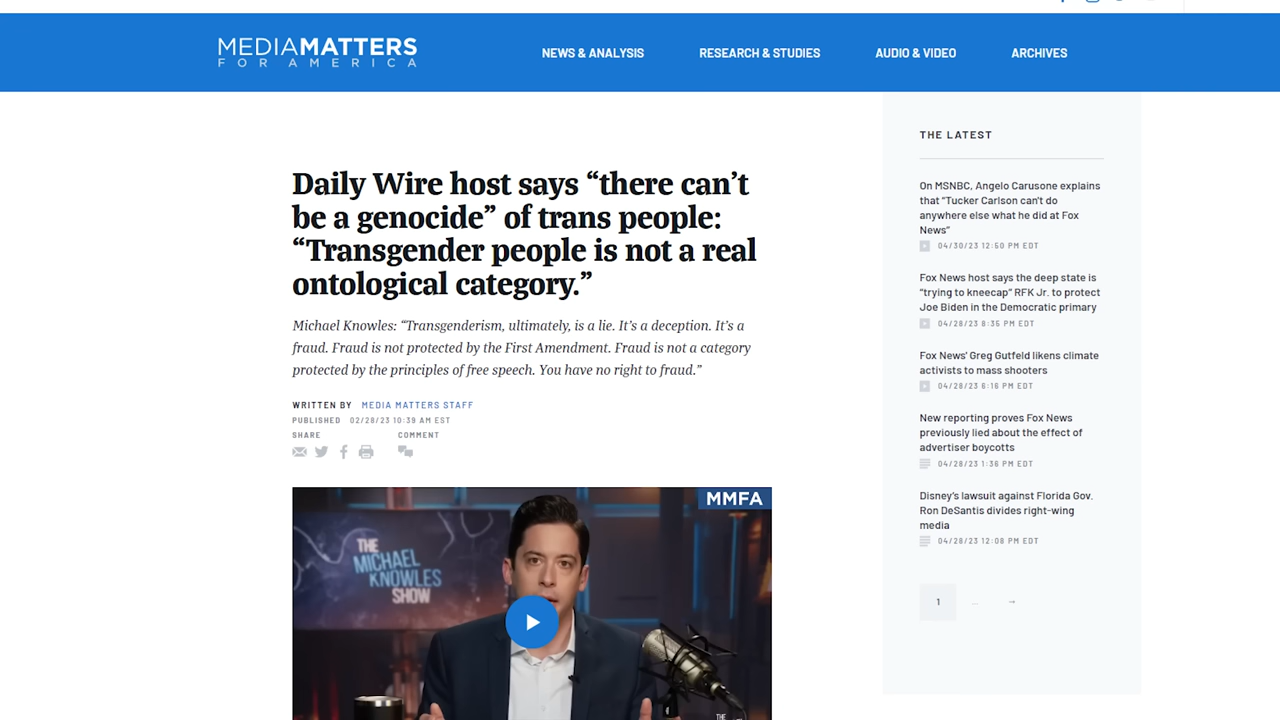 MEDIAMATTERS
FOR AMERICA
NEWS & ANALYSIS
RESEARCH & STUDIES
AUDIO & VIDEO
ARCHIVES
Daily Wire host says “there can’t
be a genocide” of trans people:
“Transgender people is not a real
ontological category.”
Michael Knowles: “Transgenderism, ultimately, is a lie. It’s a deception. It’s a
fraud. Fraud is not protected by the First Amendment. Fraud is not a category
protected by the principles of free speech. You have no right to fraud.”
WRITTEN BY MEDIA MATTERS STAFF
PUBLISHED 02/28/23 10:39 AM EST
SHARE
COMMENT
MMFA
THE
MICHAEL
KNOWLES
SHOW
THE
THE LATEST
On MSNBC, Angelo Carusone explains
that "Tucker Carlson can't do
anywhere else what he did at Fox
News"
04/30/23 12:50 PM EDT
Fox News host says the deep state is
“trying to kneecap” RFK Jr. to protect
Joe Biden in the Democratic primary
04/28/23 8:35 PM EDT
Fox News' Greg Gutfeld likens climate
activists to mass shooters
04/28/23 6:16 PM EDT
New reporting proves Fox News
previously lied about the effect of
advertiser boycotts
04/28/23 1:36 PM EDT
Disney’s lawsuit against Florida Gov.
Ron DeSantis divides right-wing
media
04/28/23 12:08 PM EDT
1
...
→